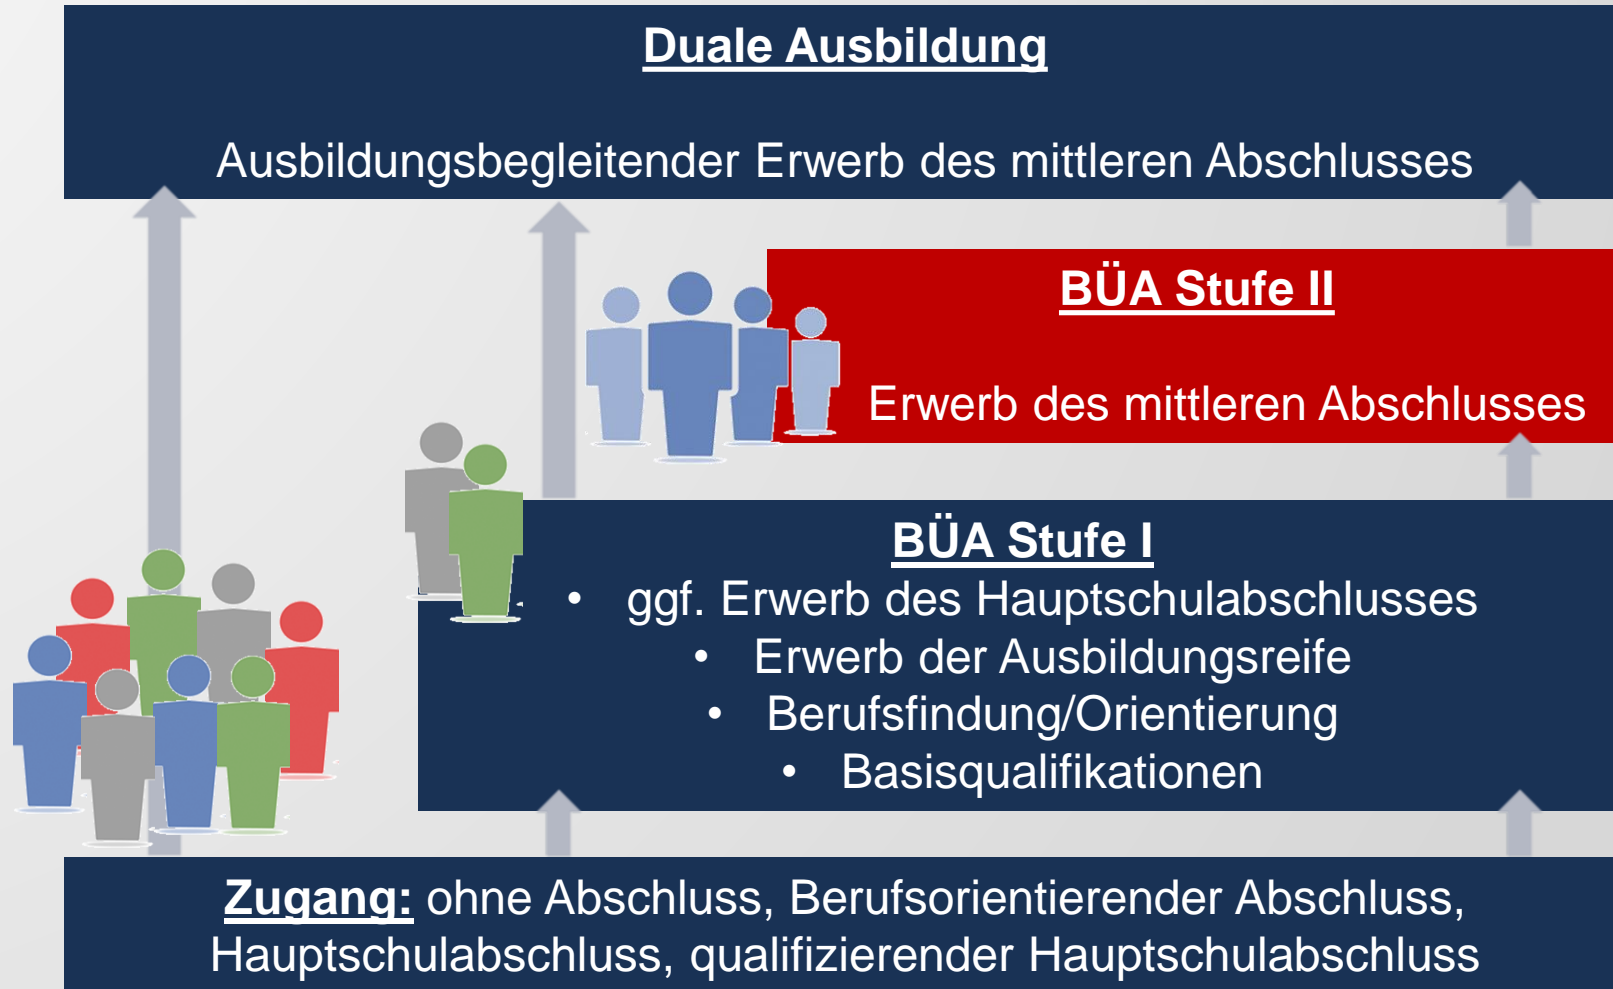 Duale Ausbildung
Ausbildungsbegleitender Erwerb des mittleren Abschlusses
BÜA Stufe II
Erwerb des mittleren Abschlusses
BÜA Stufe I
• ggf. Erwerb des Hauptschulabschlusses
• Erwerb der Ausbildungsreife
• Berufsfindung/Orientierung
• Basisqualifikationen
Zugang: ohne Abschluss, Berufsorientierender Abschluss,
Hauptschulabschluss, qualifizierender Hauptschulabschluss